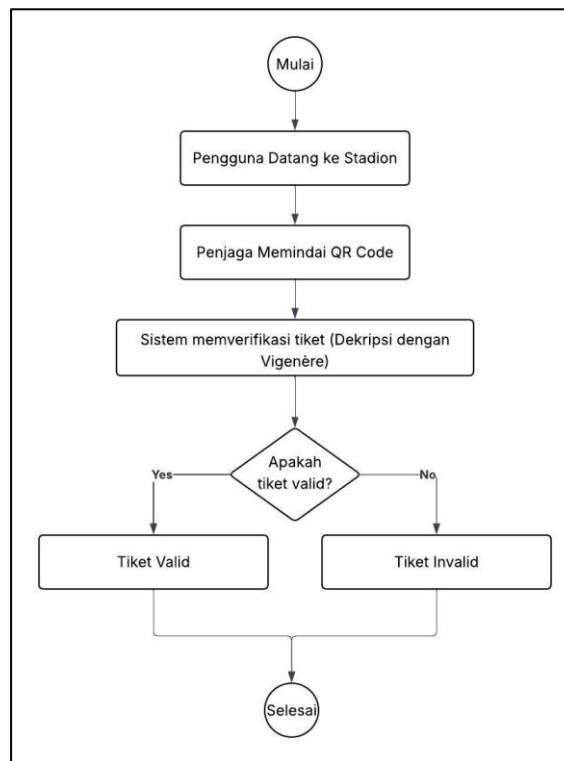 Mulai
Pengguna Datang ke Stadion
Penjaga Memindai QR Code
Sistem memverifikasi tiket (Dekripsi dengan
Vigenère)
Apakah
tiket valid?
Yes
No
Tiket Valid
Tiket Invalid
Selesai